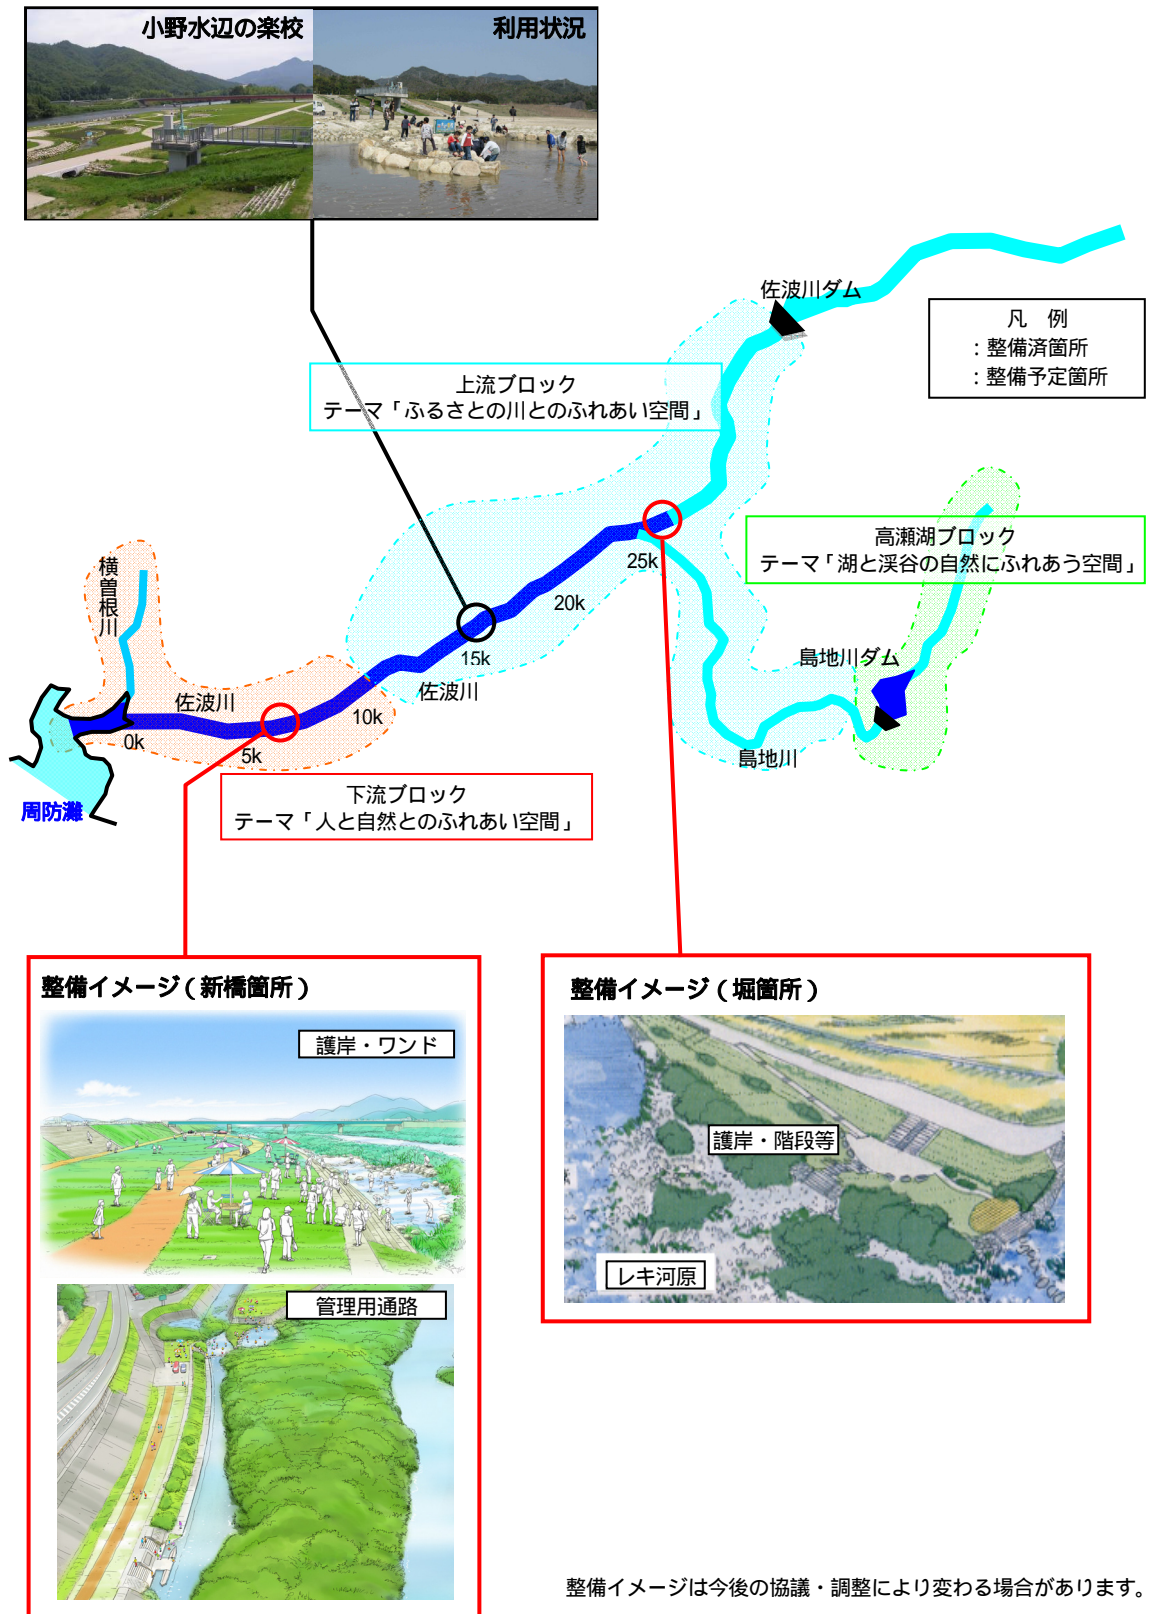 小野水辺の楽校
利用状況
佐波川ダム
凡 例
：整備済箇所
：整備予定箇所
上流ブロック
テーマ「ふるさとの川とのふれあい空間」
高瀬湖ブロック
テーマ「湖と渓谷の自然にふれあう空間」
横曽根川
25k
20k
15k
島地川ダム
佐波川
佐波川
10k
0k
5k
島地川
周防灘
下流ブロック
テーマ「人と自然とのふれあい空間」
整備イメージ（新橋箇所）
護岸・ワンド
管理用通路
整備イメージ（堀箇所）
護岸・階段等
レキ河原
整備イメージは今後の協議・調整により変わる場合があります。